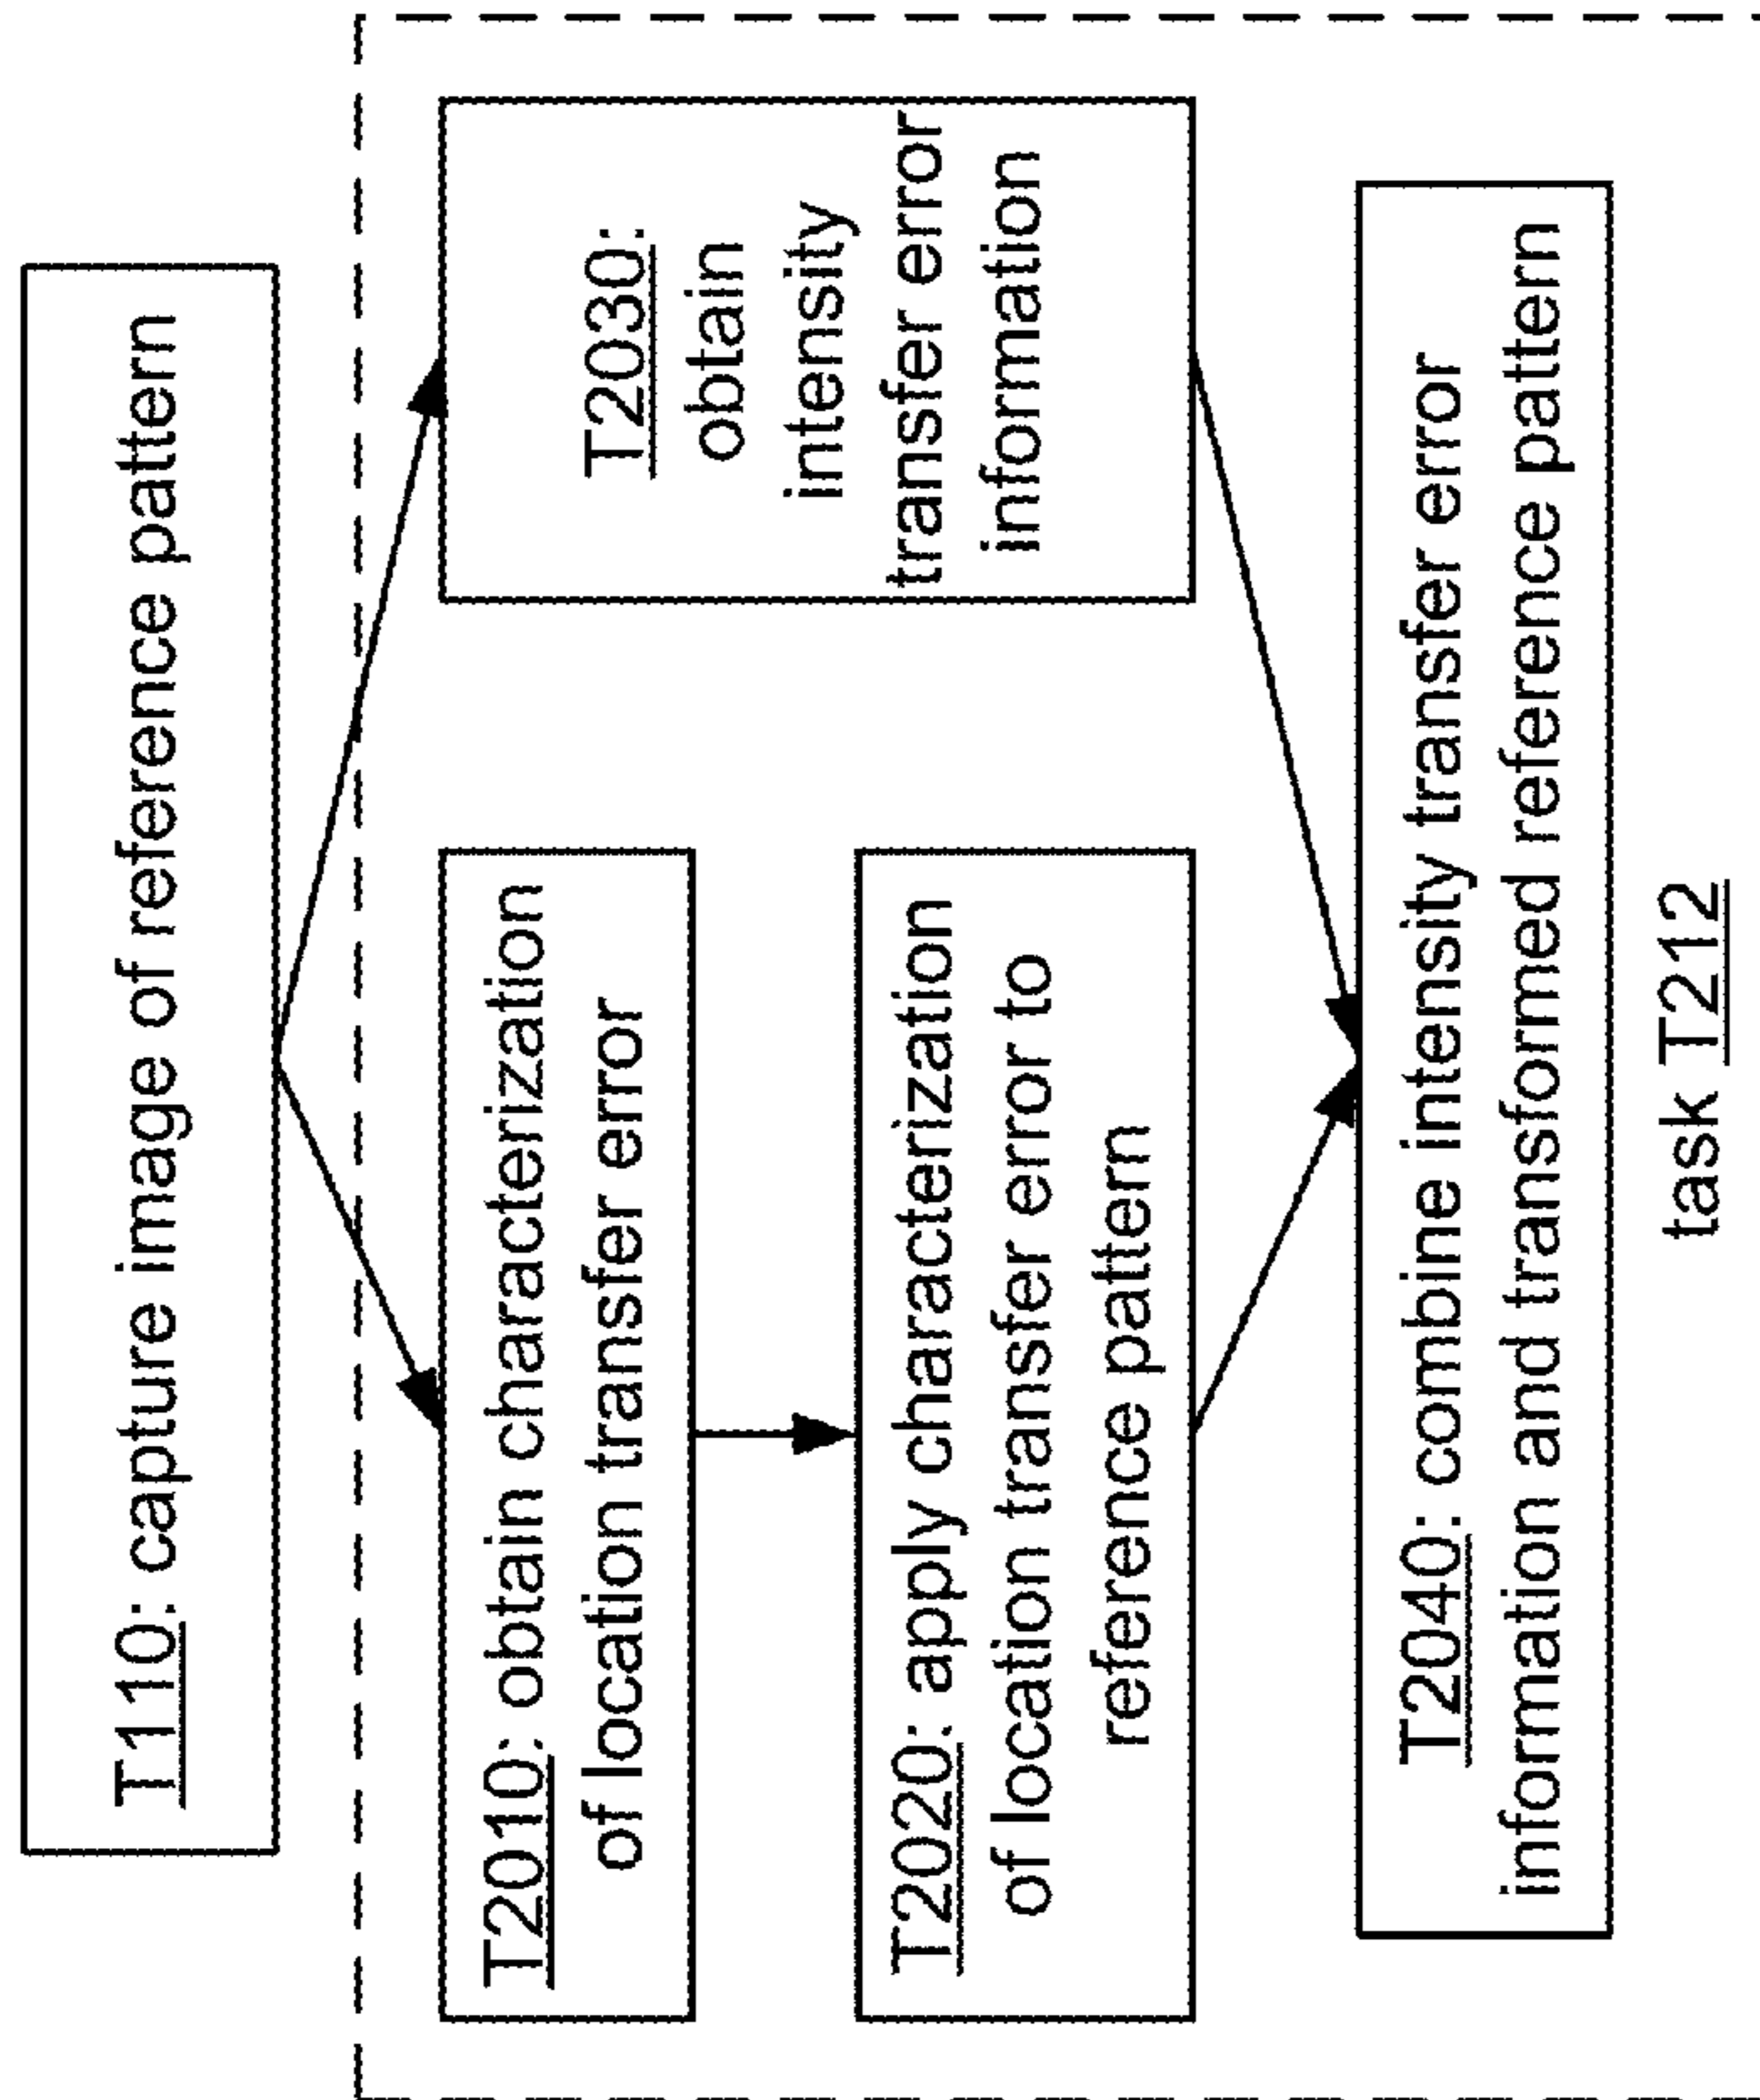 T110: capture image of reference pattern
T2010: obtain characterization
of location transfer error
T2020: apply characterization
of location transfer error to
reference pattern
T2030:
obtain
intensity
transfer error
information
T2040: combine intensity transfer error
information and transformed reference pattern
task T212